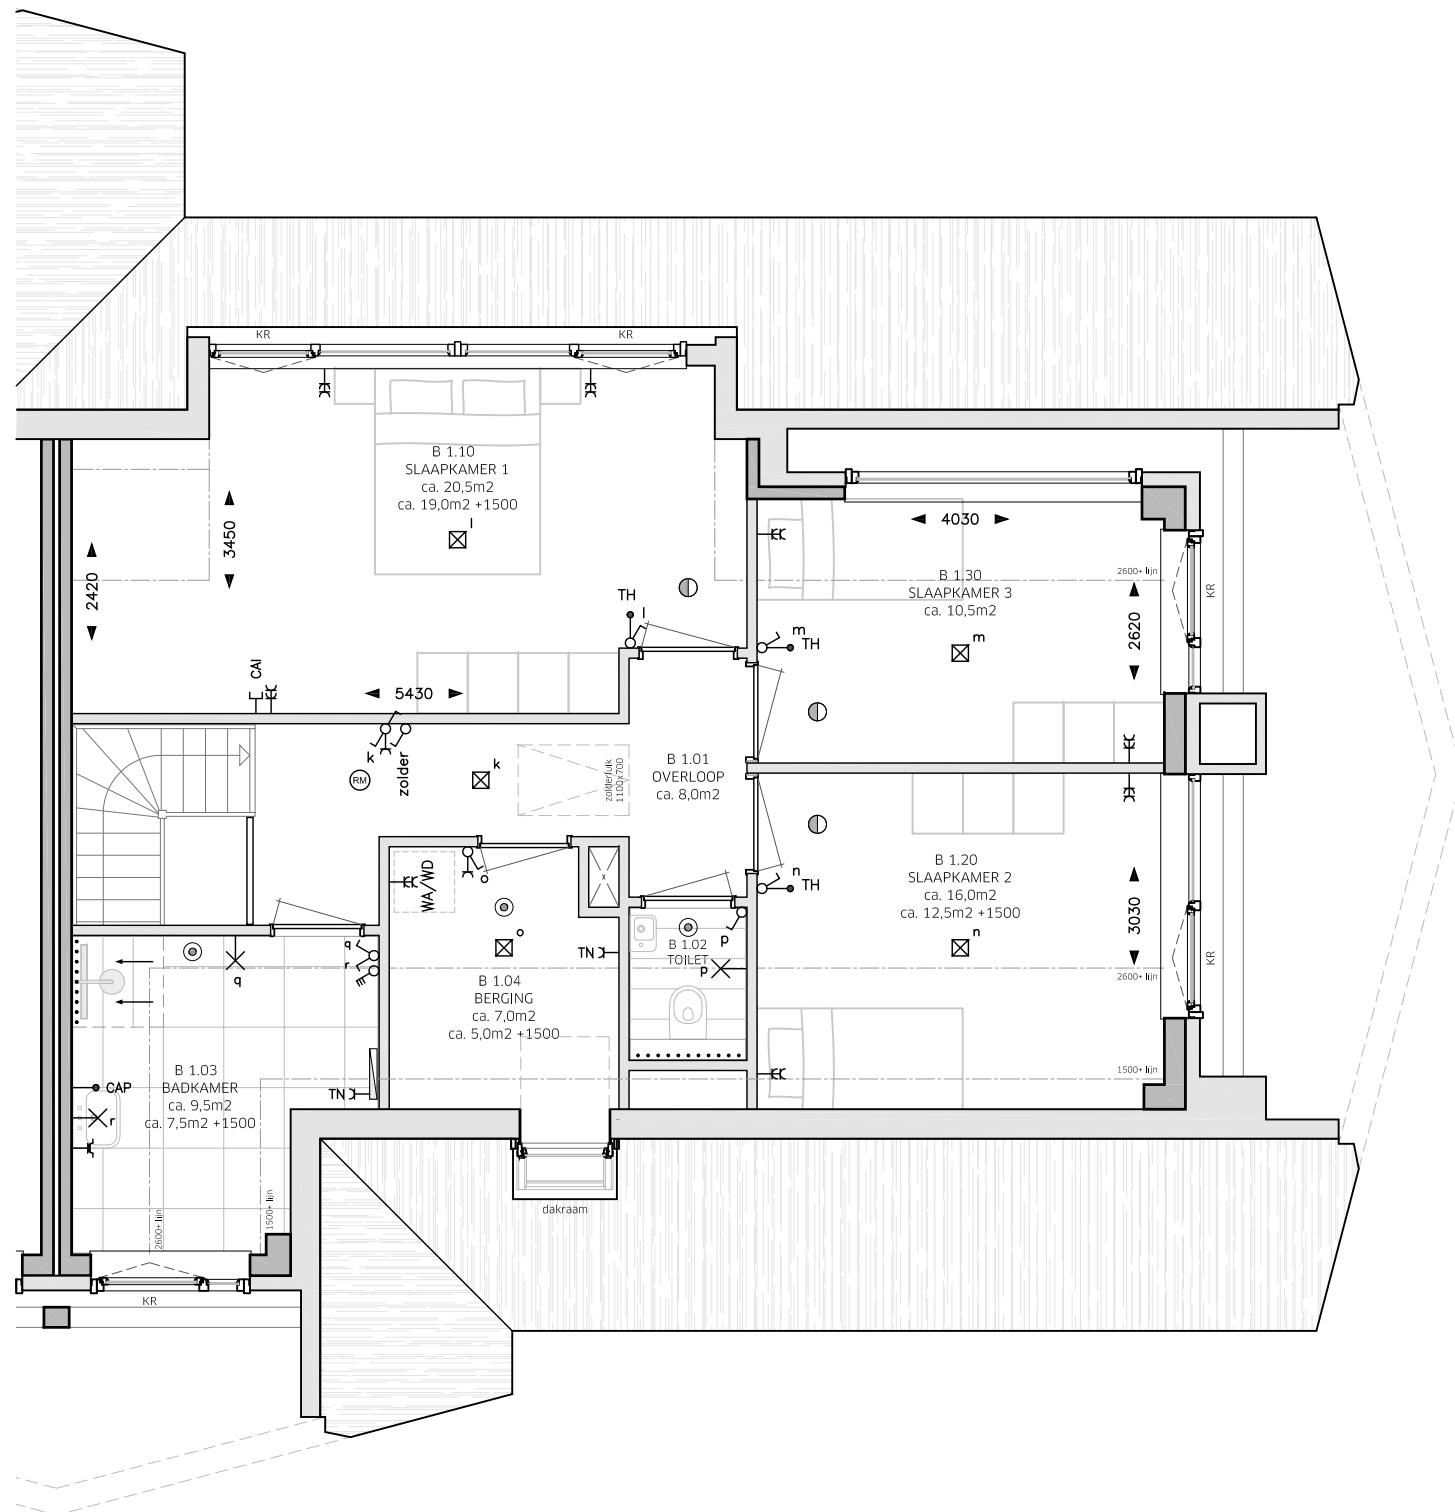 KR
KR
B 1.10
SLAAPKAMER 1
ca. 20,5m2
ca. 19,0m2 +1500
l
3450
2420
4030
2600+ lijn
KR
B 1.30
SLAAPKAMER 3
ca. 10,5m2
TH
l
m
TH
m
2620
CAI
5430
k
zolder
RM
k
zolderluik
1100x700
B 1.01
OVERLOOP
ca. 8,0m2
WA/WD
o
n
TH
B 1.20
SLAAPKAMER 2
ca. 16,0m2
ca. 12,5m2 +1500
n
3030
KR
2600+ lijn
o
TN
p
B 1.02
TOILET
p
q
r
m
q
B 1.04
BERGING
ca. 7,0m2
ca. 5,0m2 +1500
1500+ lijn
B 1.03
BADKAMER
ca. 9,5m2
ca. 7,5m2 +1500
CAP
r
TN
2600+ lijn
1500+ lijn
dakraam
KR